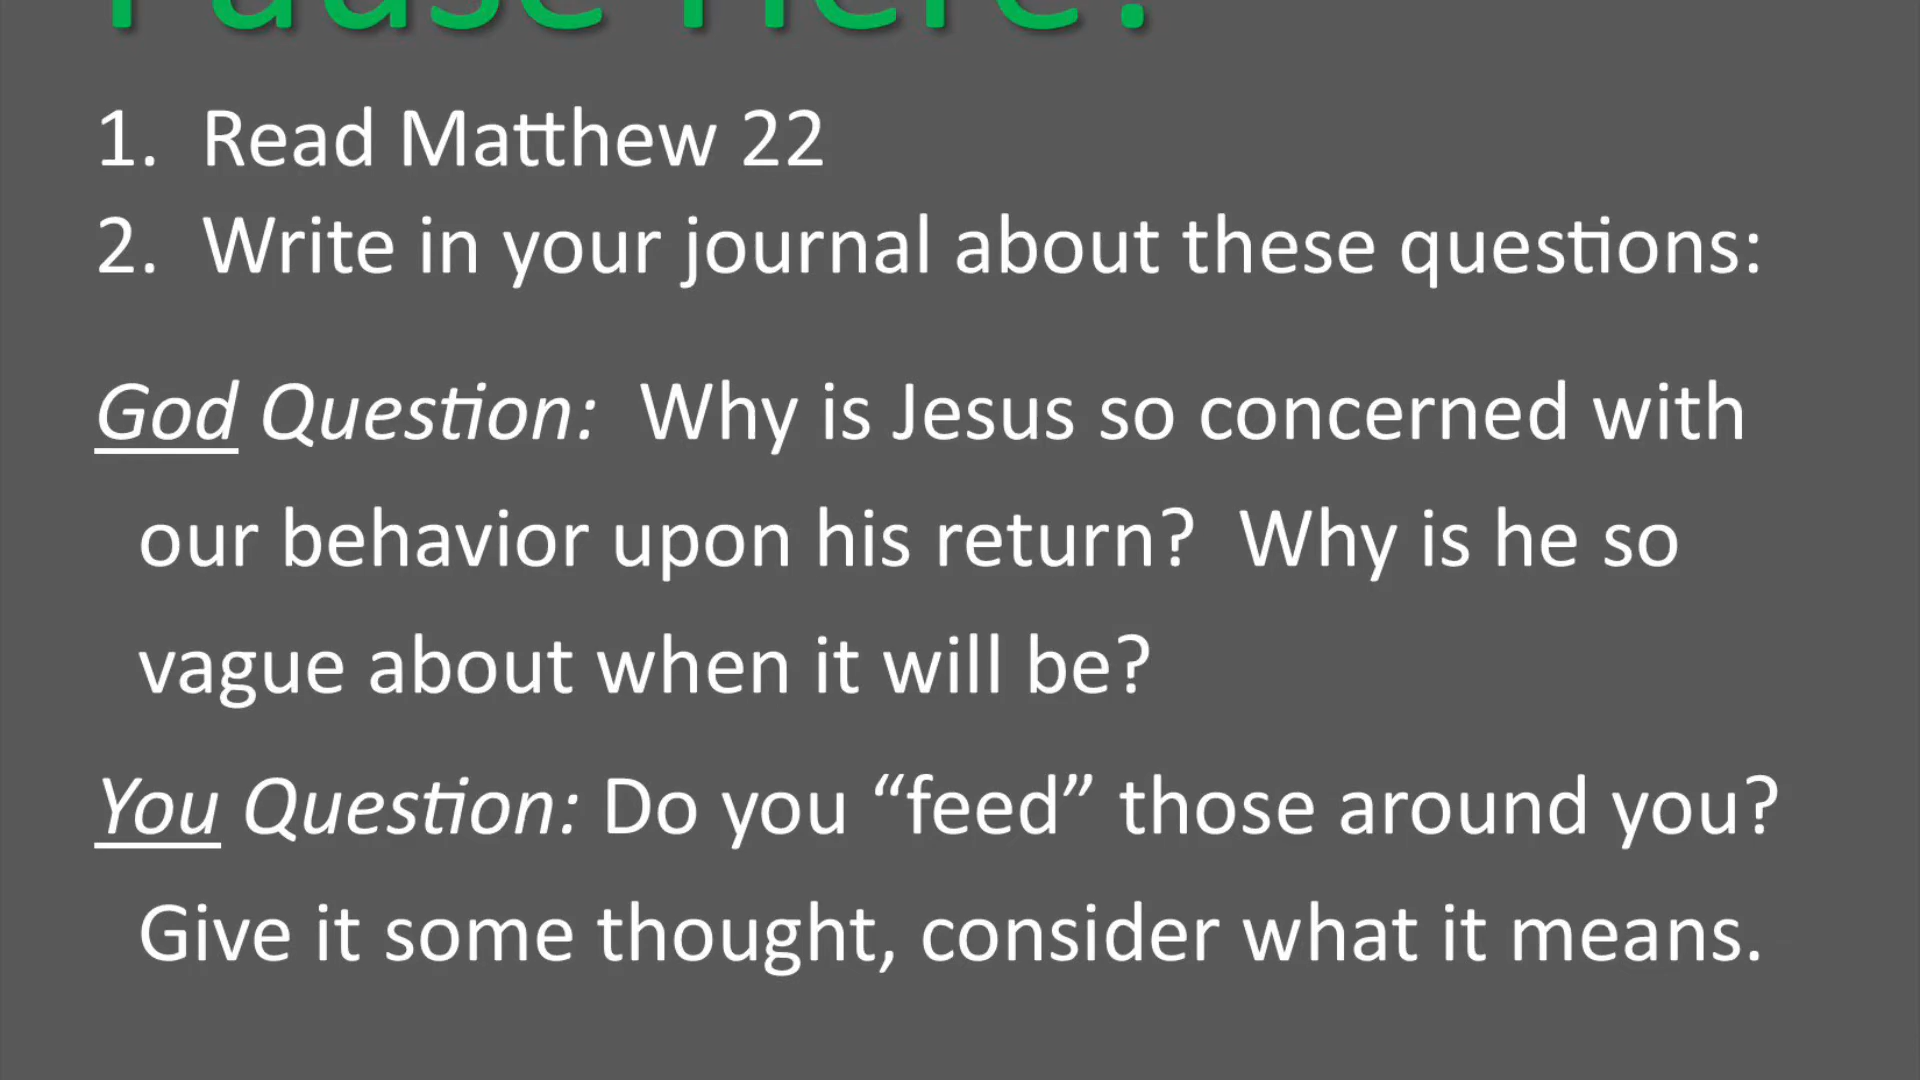 Pause Here!
1. Read Matthew 22
2. Write in your journal about these questions:
God Question: Why is Jesus so concerned with
our behavior upon his return? Why is he so
vague about when it will be?
You Question: Do you “feed” those around you?
Give it some thought, consider what it means.